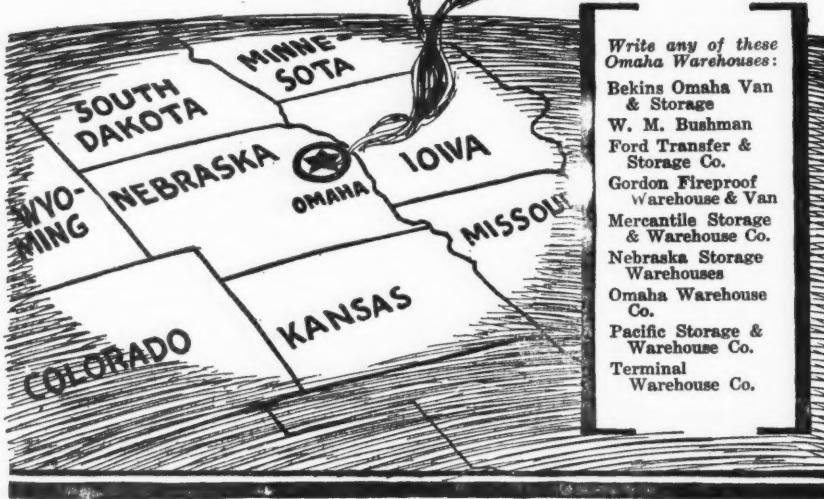 MINNE-
SOTA
SOUTH
DAKOTA
NEBRASKA
OMAHA
IOWA
WYO-
MING
MISSOU
COLORADO
KANSAS
Write any of these
Omaha Warehouses:
Bekins Omaha Van
& Storage
W. M. Bushman
Ford Transfer &
Storage Co.
Gordon Fireproof
Warehouse & Van
Mercantile Storage
& Warehouse Co.
Nebraska Storage
Warehouses
Omaha Warehouse
Co.
Pacific Storage &
Warehouse Co.
Terminal
Warehouse Co.